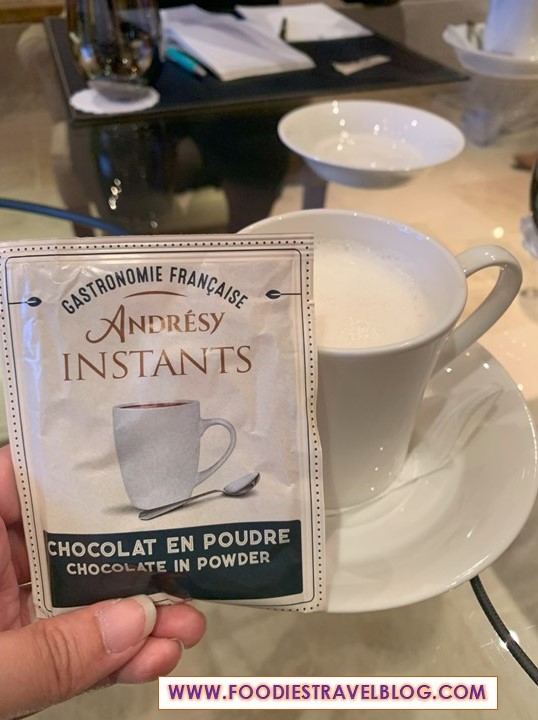 GASTRONOMIE FRANÇAISE
ANDRÉSY
INSTANTS
CHOCOLAT EN POUDRE
CHOCOLATE IN POWDER
WWW.FOODIESTRAVELBLOG.COM